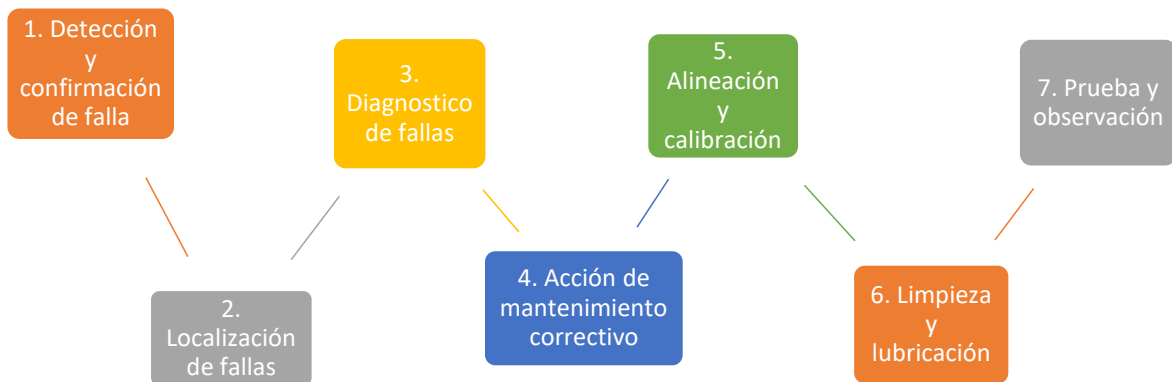 1. Detección
y
confirmación
de falla
2.
Localización
de fallas
3.
Diagnostico
de fallas
4. Acción de
mantenimiento
correctivo
5.
Alineación
y
calibración
6. Limpieza
y
lubricación
7. Prueba y
observación